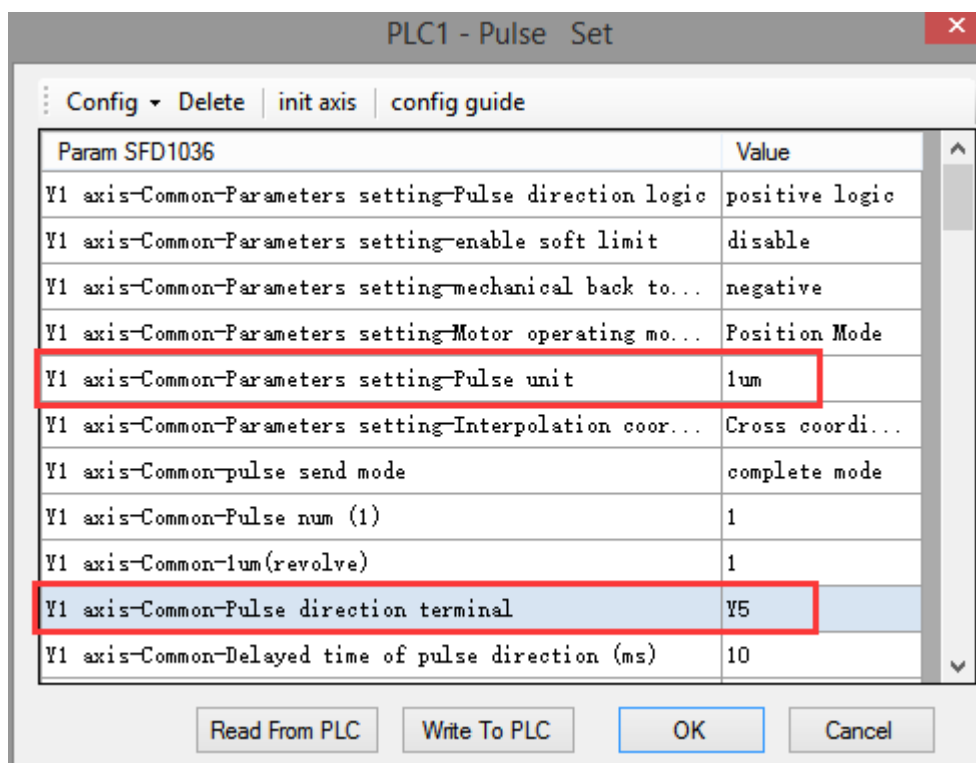 PLC1 - Pulse Set
Config Delete init axis config guide
Param SFD1036 Value
Y1 axis-Common-Parameters setting-Pulse direction logic positive logic
Y1 axis-Common-Parameters setting-enable soft limit disable
Y1 axis-Common-Parameters setting-mechanical back to... negative
Y1 axis-Common-Parameters setting-Motor operating mo... Position Mode
Y1 axis-Common-Parameters setting-Pulse unit 1um
Y1 axis-Common-Parameters setting-Interpolation coor... Cross coordi...
Y1 axis-Common-pulse send mode complete mode
Y1 axis-Common-Pulse num (1) 1
Y1 axis-Common-1um(revolve) 1
Y1 axis-Common-Pulse direction terminal Y5
Y1 axis-Common-Delayed time of pulse direction (ms) 10
Read From PLC Write To PLC OK Cancel